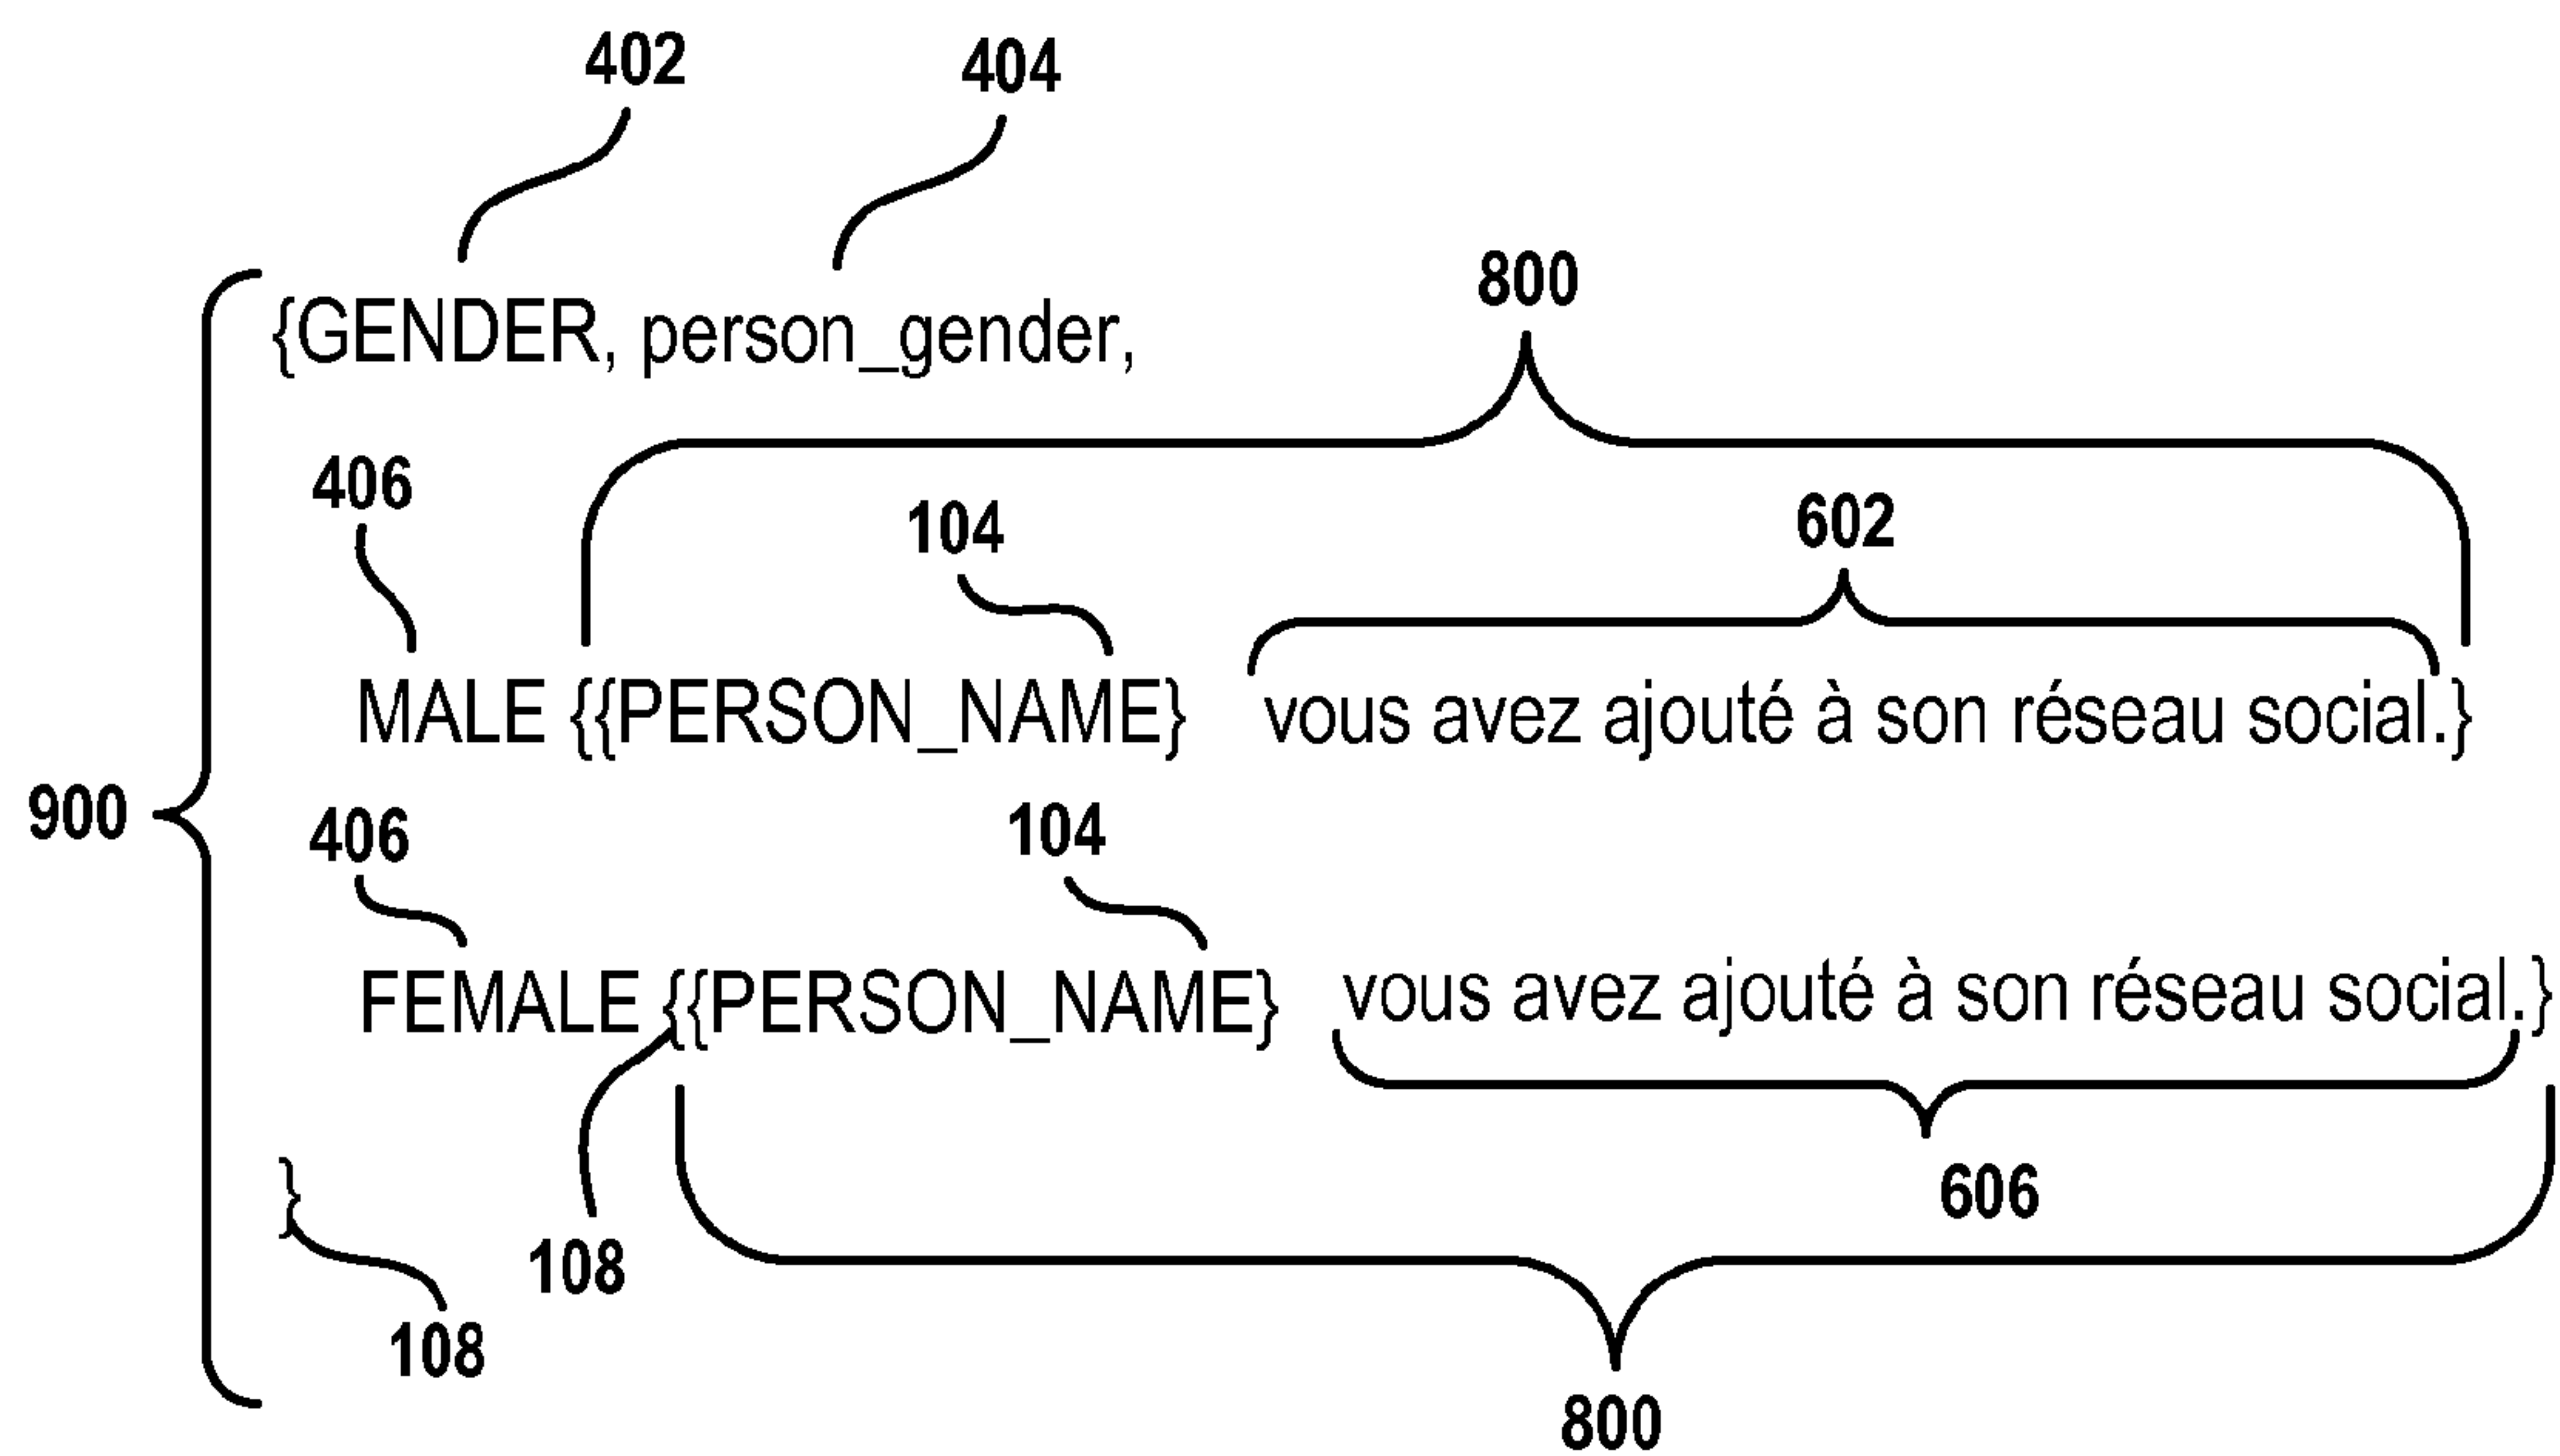 402 404
{GENDER, person_gender,
800
406 104 602
MALE {{PERSON_NAME} vous avez ajouté à son réseau social.}
900
406 104
FEMALE {{PERSON_NAME} vous avez ajouté à son réseau social.}
}
606
108
108
800